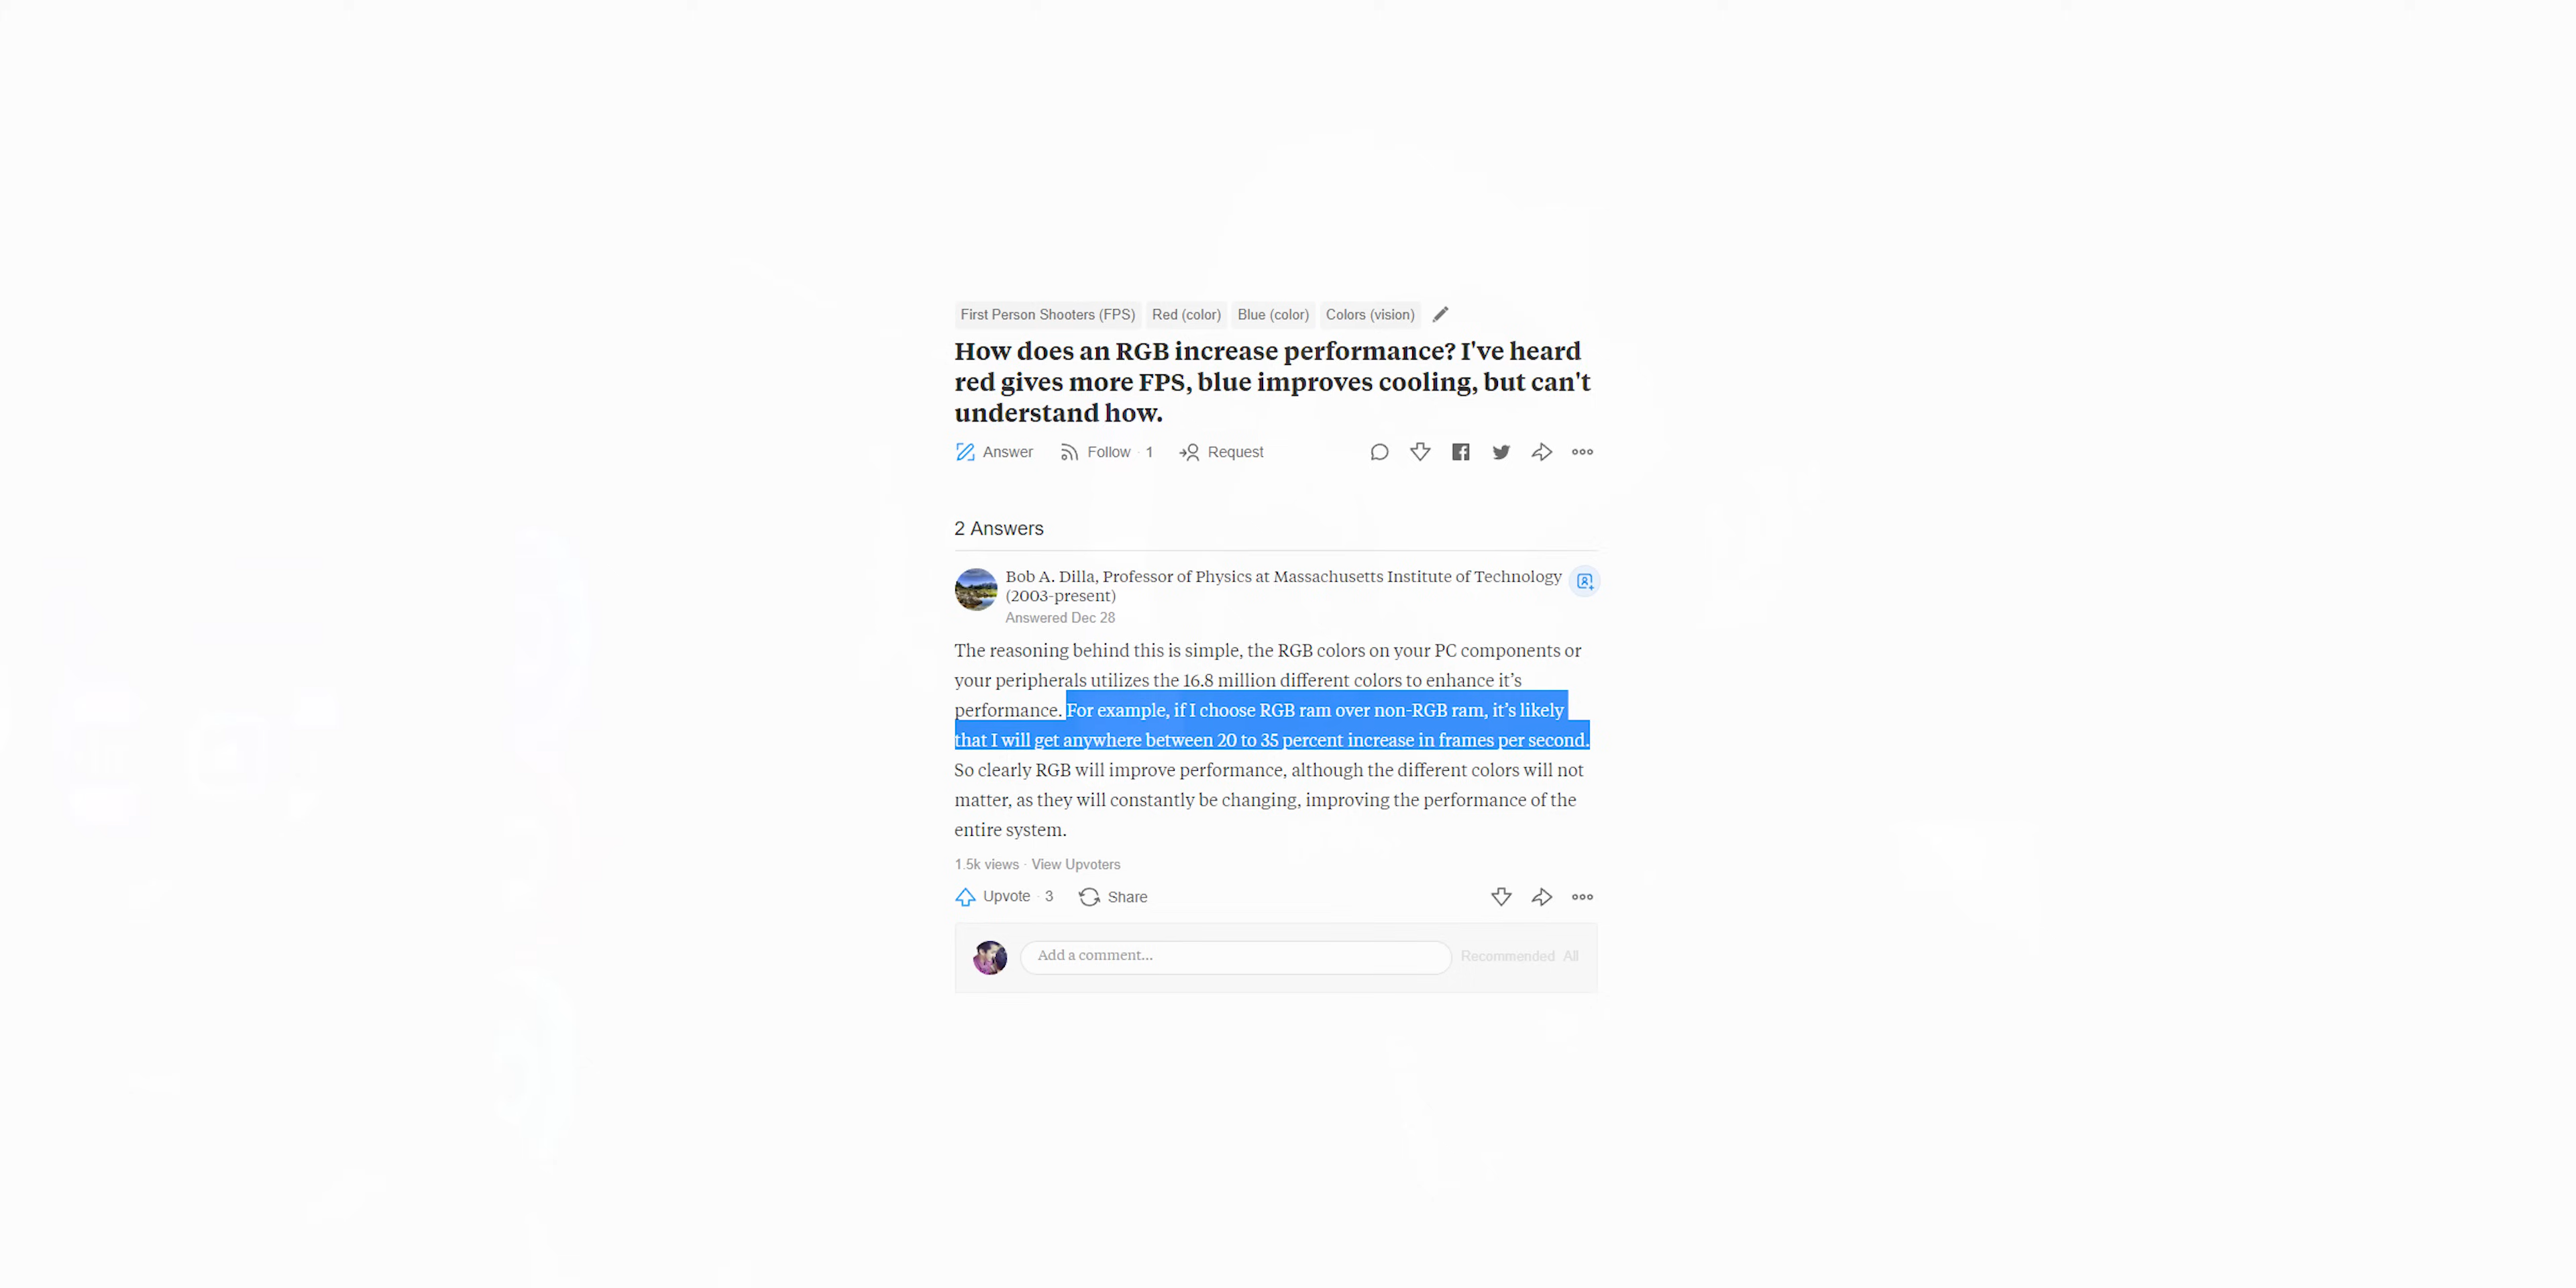 First Person Shooters (FPS) Red (color) Blue (color) Colors (vision)
How does an RGB increase performance? I've heard
red gives more FPS, blue improves cooling, but can't
understand how.
Answer Follow · 1 Request
2 Answers
Bob A. Dilla, Professor of Physics at Massachusetts Institute of Technology
(2003-present)
Answered Dec 28
The reasoning behind this is simple, the RGB colors on your PC components or
your peripherals utilizes the 16.8 million different colors to enhance it’s
performance. For example, if I choose RGB ram over non-RGB ram, it’s likely
that I will get anywhere between 20 to 35 percent increase in frames per second.
So clearly RGB will improve performance, although the different colors will not
matter, as they will constantly be changing, improving the performance of the
entire system.
1.5k views · View Upvoters
Upvote · 3 Share
Add a comment... Recommended All